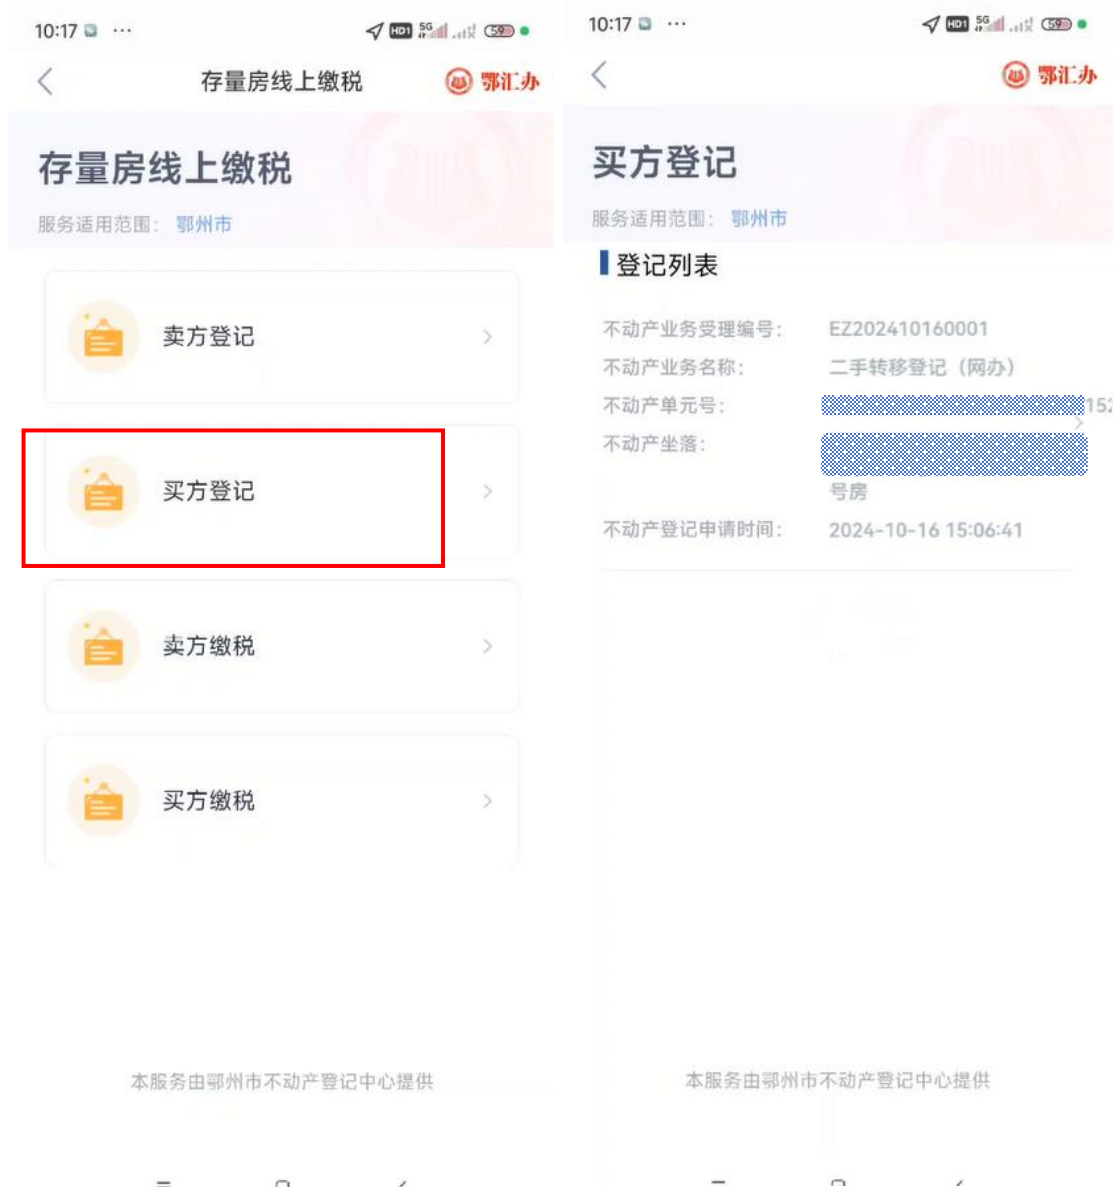 10:17 ···
HD1 5G 59
存量房线上缴税
鄂汇办
存量房线上缴税
服务适用范围： 鄂州市
卖方登记
买方登记
卖方缴税
买方缴税
本服务由鄂州市不动产登记中心提供
10:17 ···
HD1 5G 59
鄂汇办
买方登记
服务适用范围： 鄂州市
登记列表
不动产业务受理编号： EZ202410160001
不动产业务名称： 二手转移登记（网办）
不动产单元号： 152
不动产坐落：
号房
不动产登记申请时间： 2024-10-16 15:06:41
本服务由鄂州市不动产登记中心提供